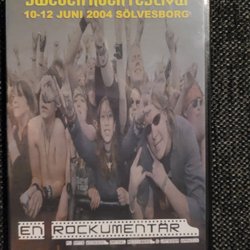 Sweden Rock Festival
10-12 JUNI 2004 SÖLVESBORG
EN ROCKUMENTÄR